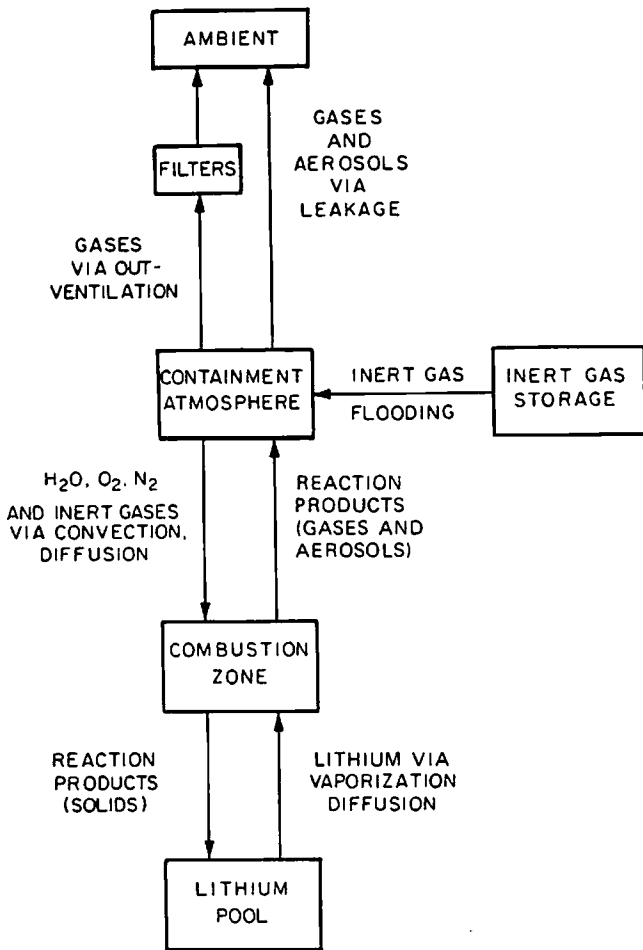 AMBIENT
FILTERS
GASES
AND
AEROSOLS
VIA
LEAKAGE
GASES
VIA OUT-
VENTILATION
CONTAINMENT
ATMOSPHERE
INERT GAS
FLOODING
INERT GAS
STORAGE
H₂O, O₂, N₂
AND INERT GASES
VIA CONVECTION,
DIFFUSION
REACTION
PRODUCTS
(GASES AND
AEROSOLS)
COMBUSTION
ZONE
REACTION
PRODUCTS
(SOLIDS)
LITHIUM VIA
VAPORIZATION
DIFFUSION
LITHIUM
POOL